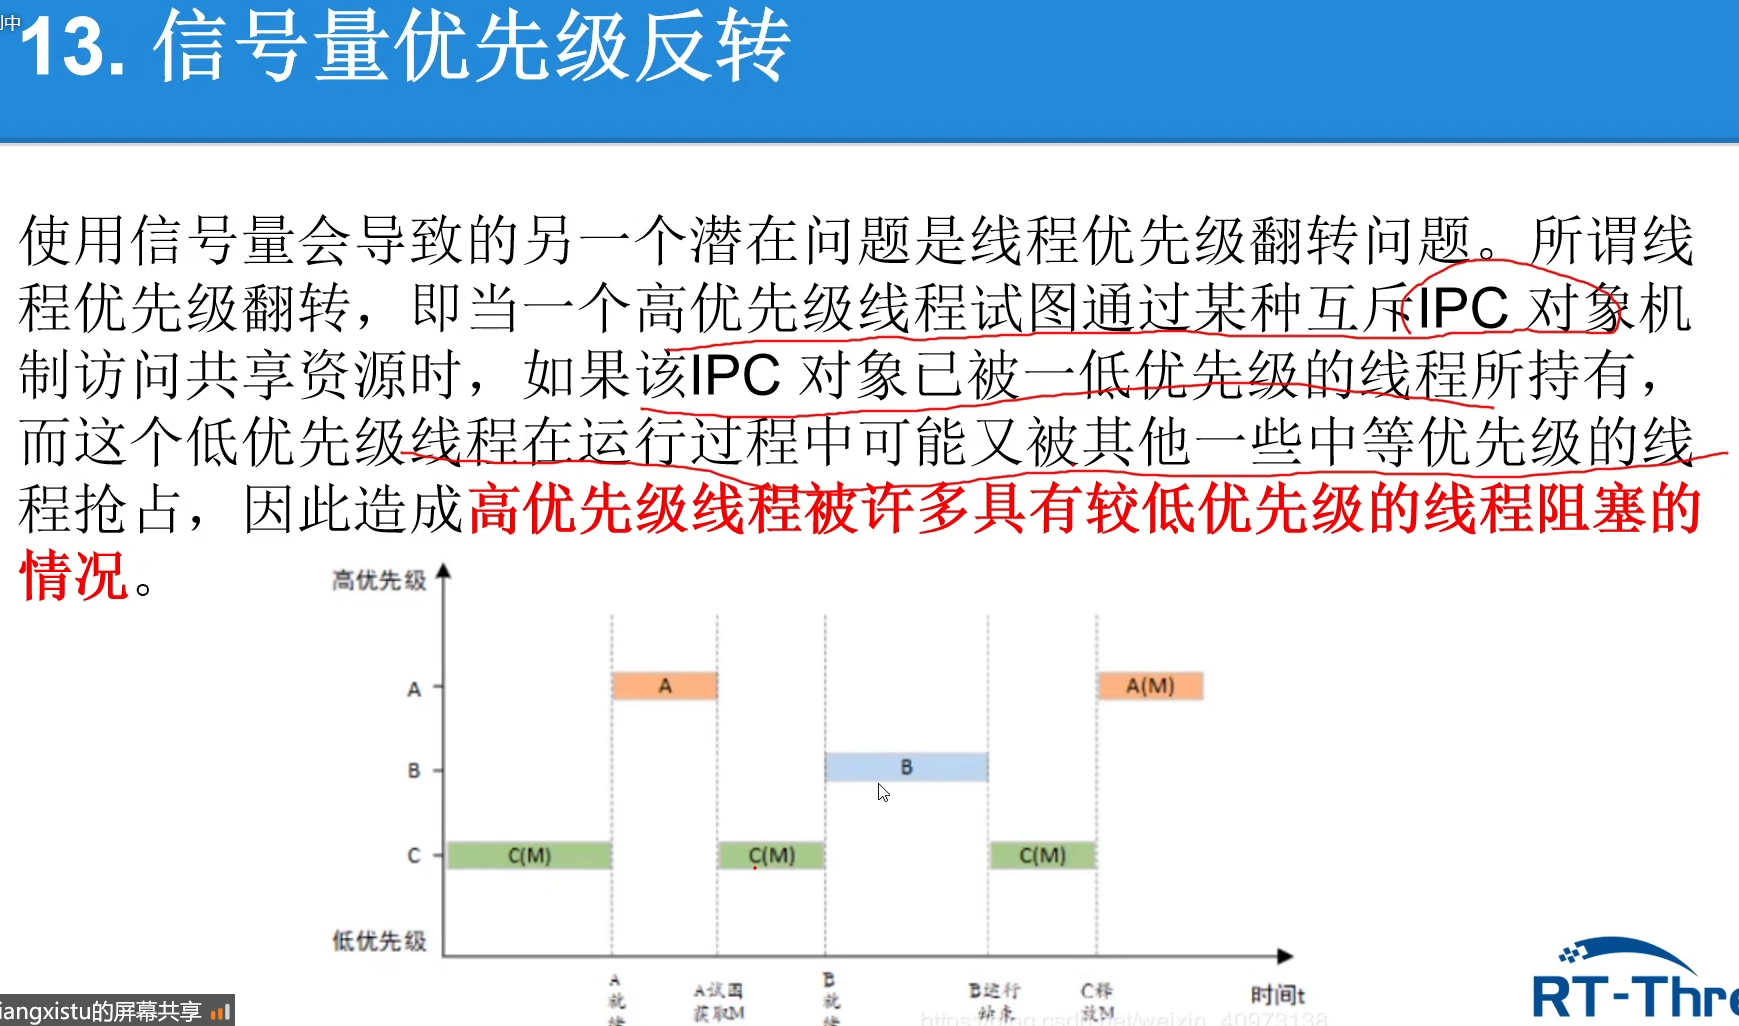 13. 信号量优先级反转
使用信号量会导致的另一个潜在问题是线程优先级翻转问题。所谓线
程优先级翻转，即当一个高优先级线程试图通过某种互斥IPC 对象机
制访问共享资源时，如果该IPC 对象已被一低优先级的线程所持有，
而这个低优先级线程在运行过程中可能又被其他一些中等优先级的线
程抢占，因此造成高优先级线程被许多具有较低优先级的线程阻塞的
情况。
高优先级
A
A
A(M)
B
B
C
C(M)
C(M)
C(M)
低优先级
A
就
A试图
获取M
B
就
B运行
C释
放M
时间t
RT-Thre
iangxistu的屏幕共享